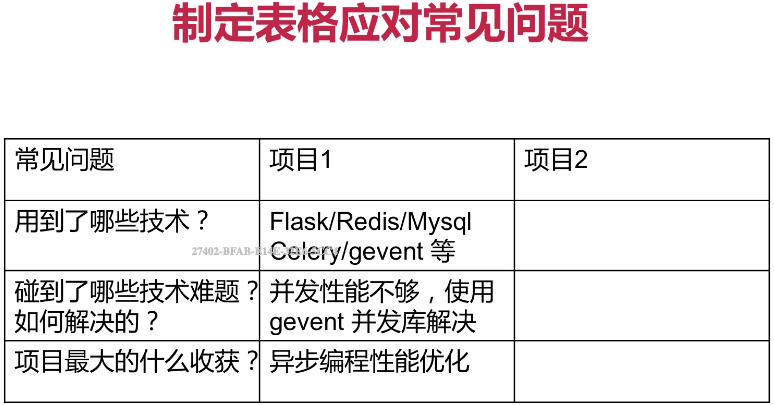 制定表格应对常见问题
常见问题 项目1 项目2
用到了哪些技术？ Flask/Redis/Mysql
Celery/gevent 等
碰到了哪些技术难题？ 并发性能不够，使用
如何解决的？ gevent 并发库解决
项目最大的什么收获？ 异步编程性能优化